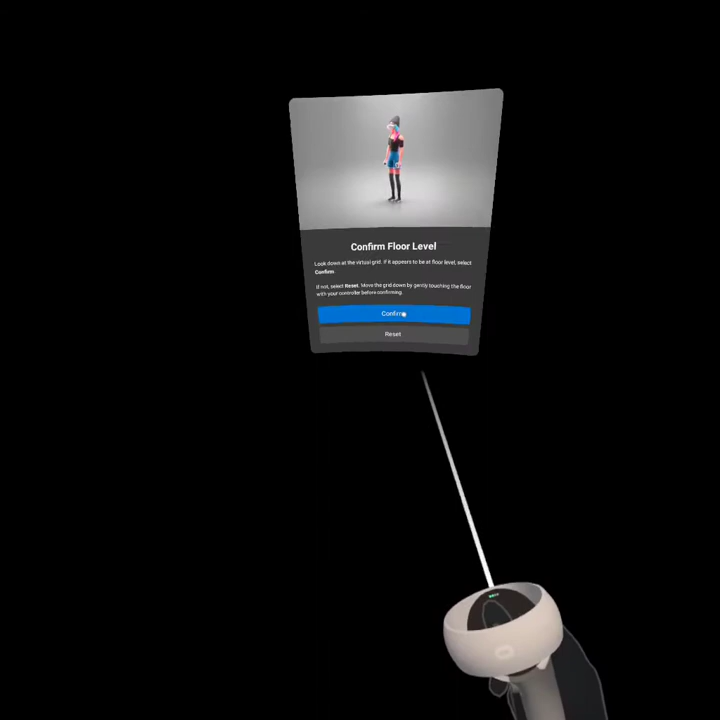 Confirm Floor Level
Look down at the virtual grid. If it appears to be at floor level, select
Confirm.
If not, select Reset. Move the grid down by gently touching the floor
with your controller before confirming.
Confirm
Reset